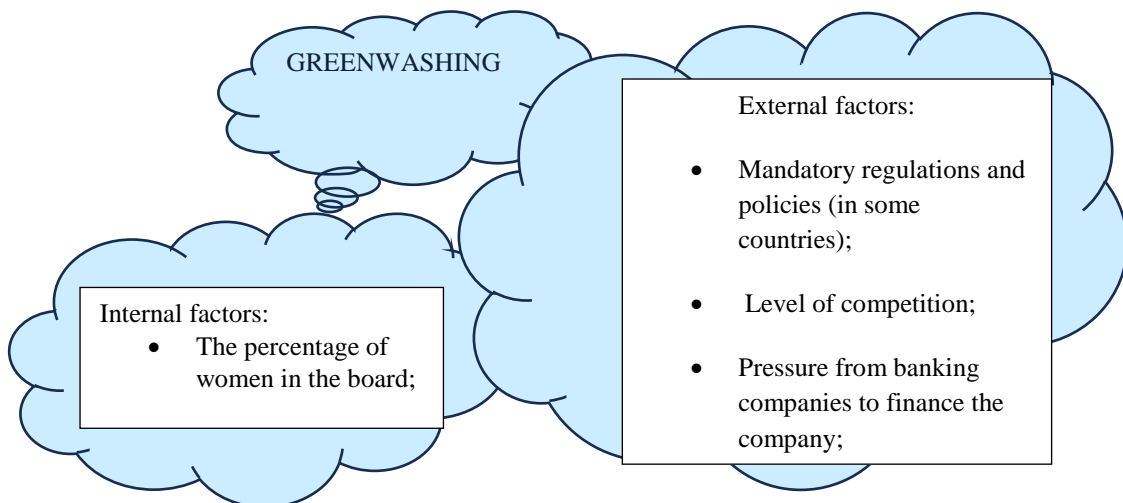 GREENWASHING
External factors:
• Mandatory regulations and
policies (in some
countries);
• Level of competition;
• Pressure from banking
companies to finance the
company;
Internal factors:
• The percentage of
women in the board;